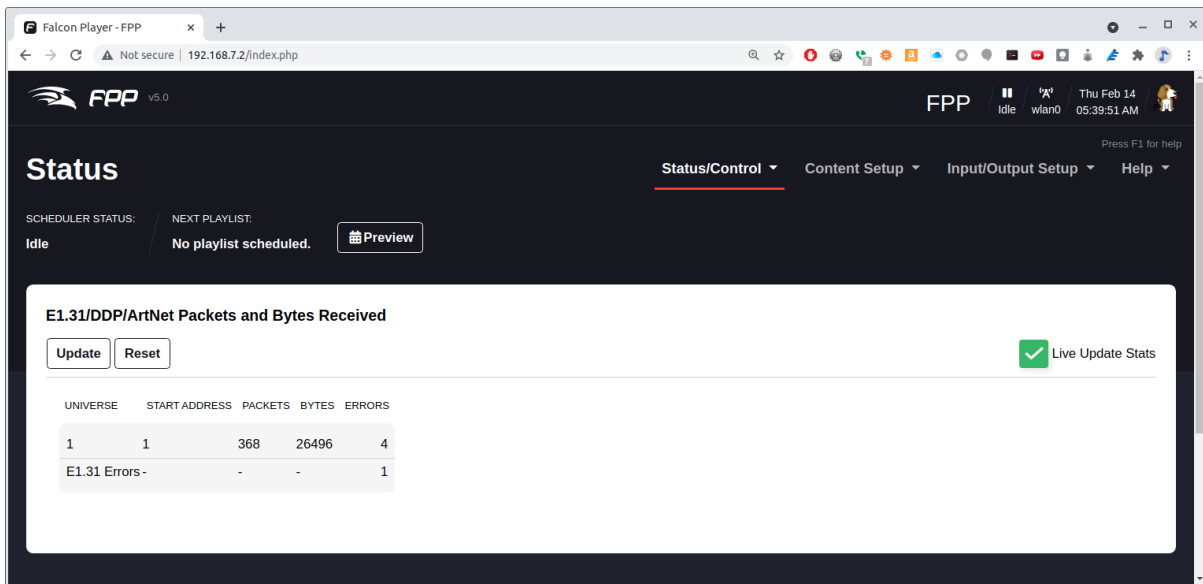 Falcon Player - FPP
Not secure | 192.168.7.2/index.php
FPP v5.0
FPP
Idle
wlan0
Thu Feb 14
05:39:51 AM
Press F1 for help
Status
Status/Control
Content Setup
Input/Output Setup
Help
SCHEDULER STATUS:
Idle
NEXT PLAYLIST:
No playlist scheduled.
Preview
E1.31/DDP/ArtNet Packets and Bytes Received
Update
Reset
Live Update Stats
UNIVERSE START ADDRESS PACKETS BYTES ERRORS
1 1 368 26496 4
E1.31 Errors - - - 1